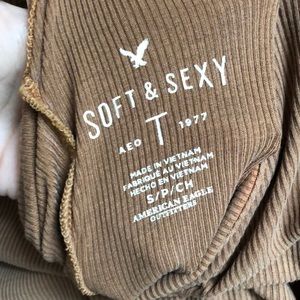 SOFT & SEXY
AEO T 1977
MADE IN VIETNAM
FABRIQUÉ AU VIETNAM
HECHO EN VIETNAM
S/P/CH
AMERICAN EAGLE
OUTFITTERS